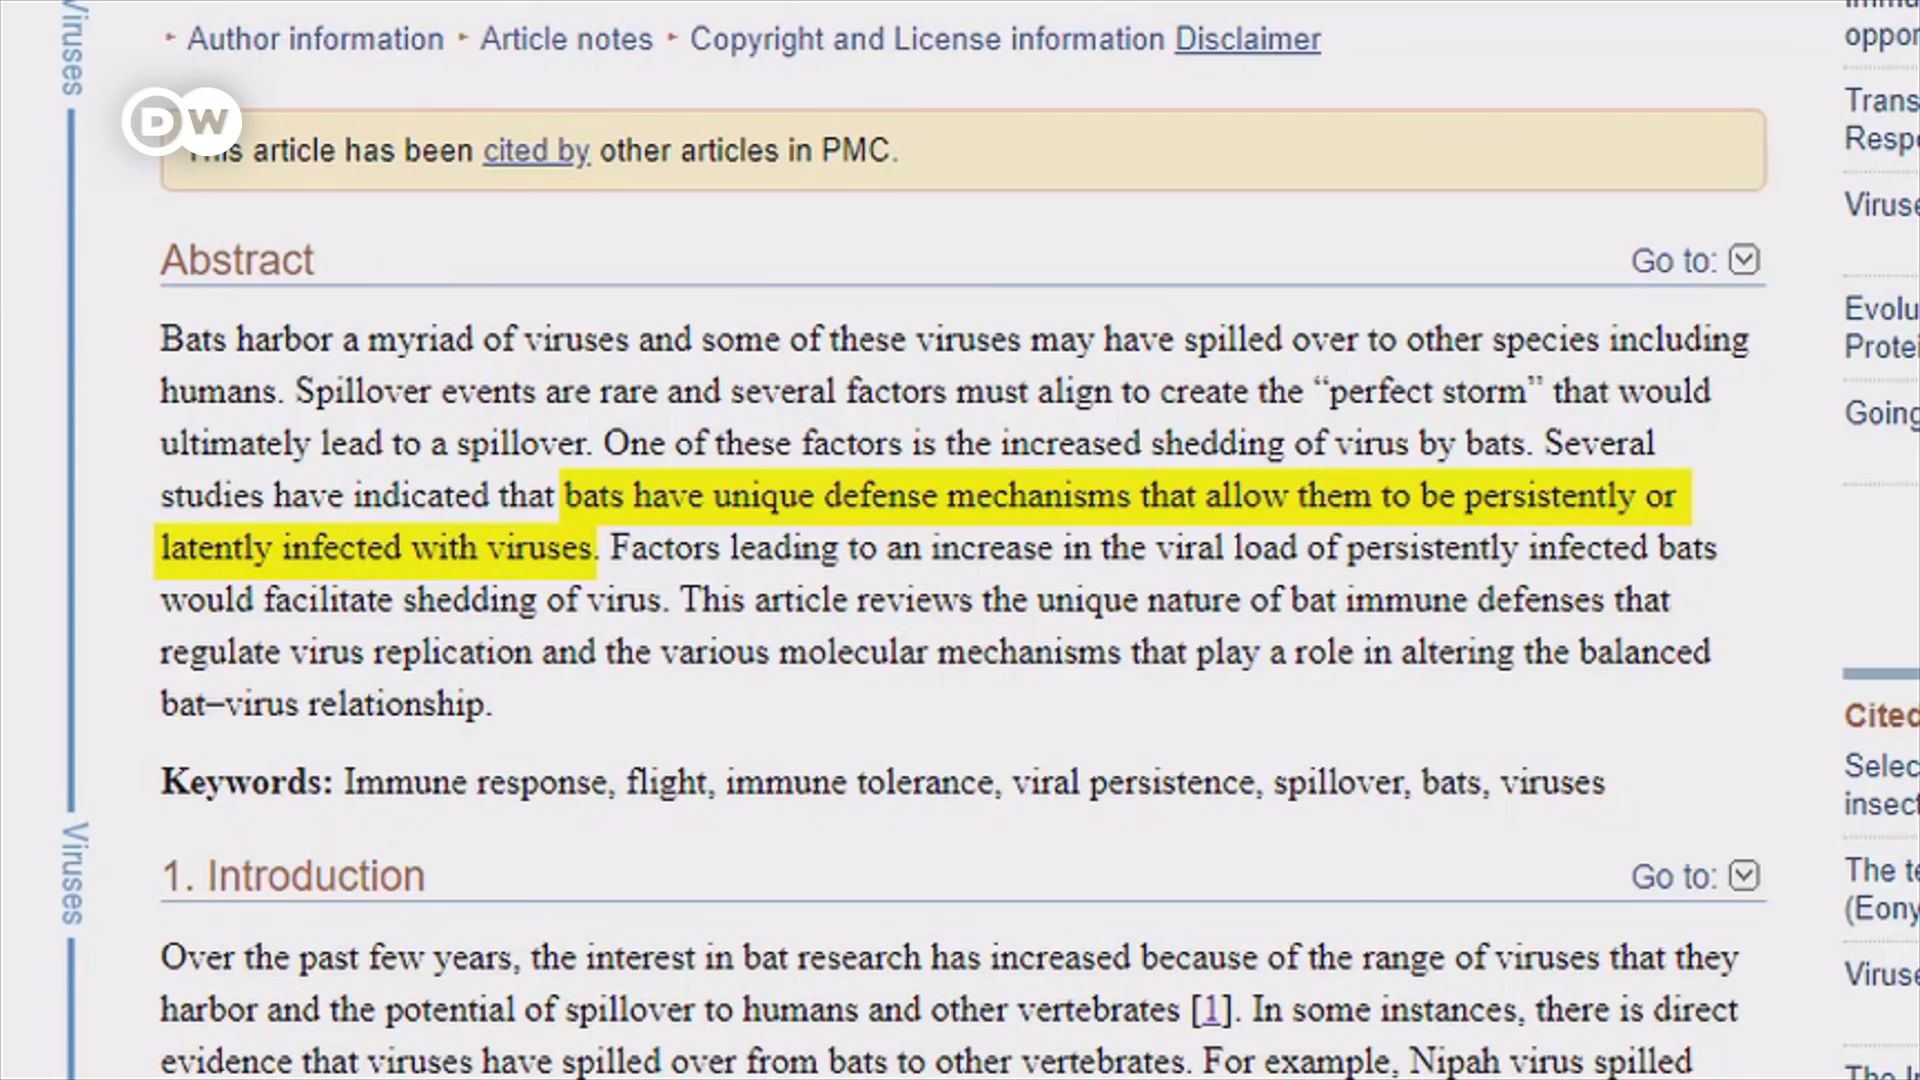 Viruses
Author information Article notes Copyright and License information Disclaimer
DW
This article has been cited by other articles in PMC.
Abstract
Go to:
Bats harbor a myriad of viruses and some of these viruses may have spilled over to other species including
humans. Spillover events are rare and several factors must align to create the “perfect storm” that would
ultimately lead to a spillover. One of these factors is the increased shedding of virus by bats. Several
studies have indicated that bats have unique defense mechanisms that allow them to be persistently or
latently infected with viruses. Factors leading to an increase in the viral load of persistently infected bats
would facilitate shedding of virus. This article reviews the unique nature of bat immune defenses that
regulate virus replication and the various molecular mechanisms that play a role in altering the balanced
bat–virus relationship.
Keywords: Immune response, flight, immune tolerance, viral persistence, spillover, bats, viruses
Viruses
1. Introduction
Go to:
Over the past few years, the interest in bat research has increased because of the range of viruses that they
harbor and the potential of spillover to humans and other vertebrates [1]. In some instances, there is direct
evidence that viruses have spilled over from bats to other vertebrates. For example, Nipah virus spilled
oppor
Trans
Respo
Viruse
Evolu
Protei
Going
Cited
Selec
insect
The te
(Eony
Viruse